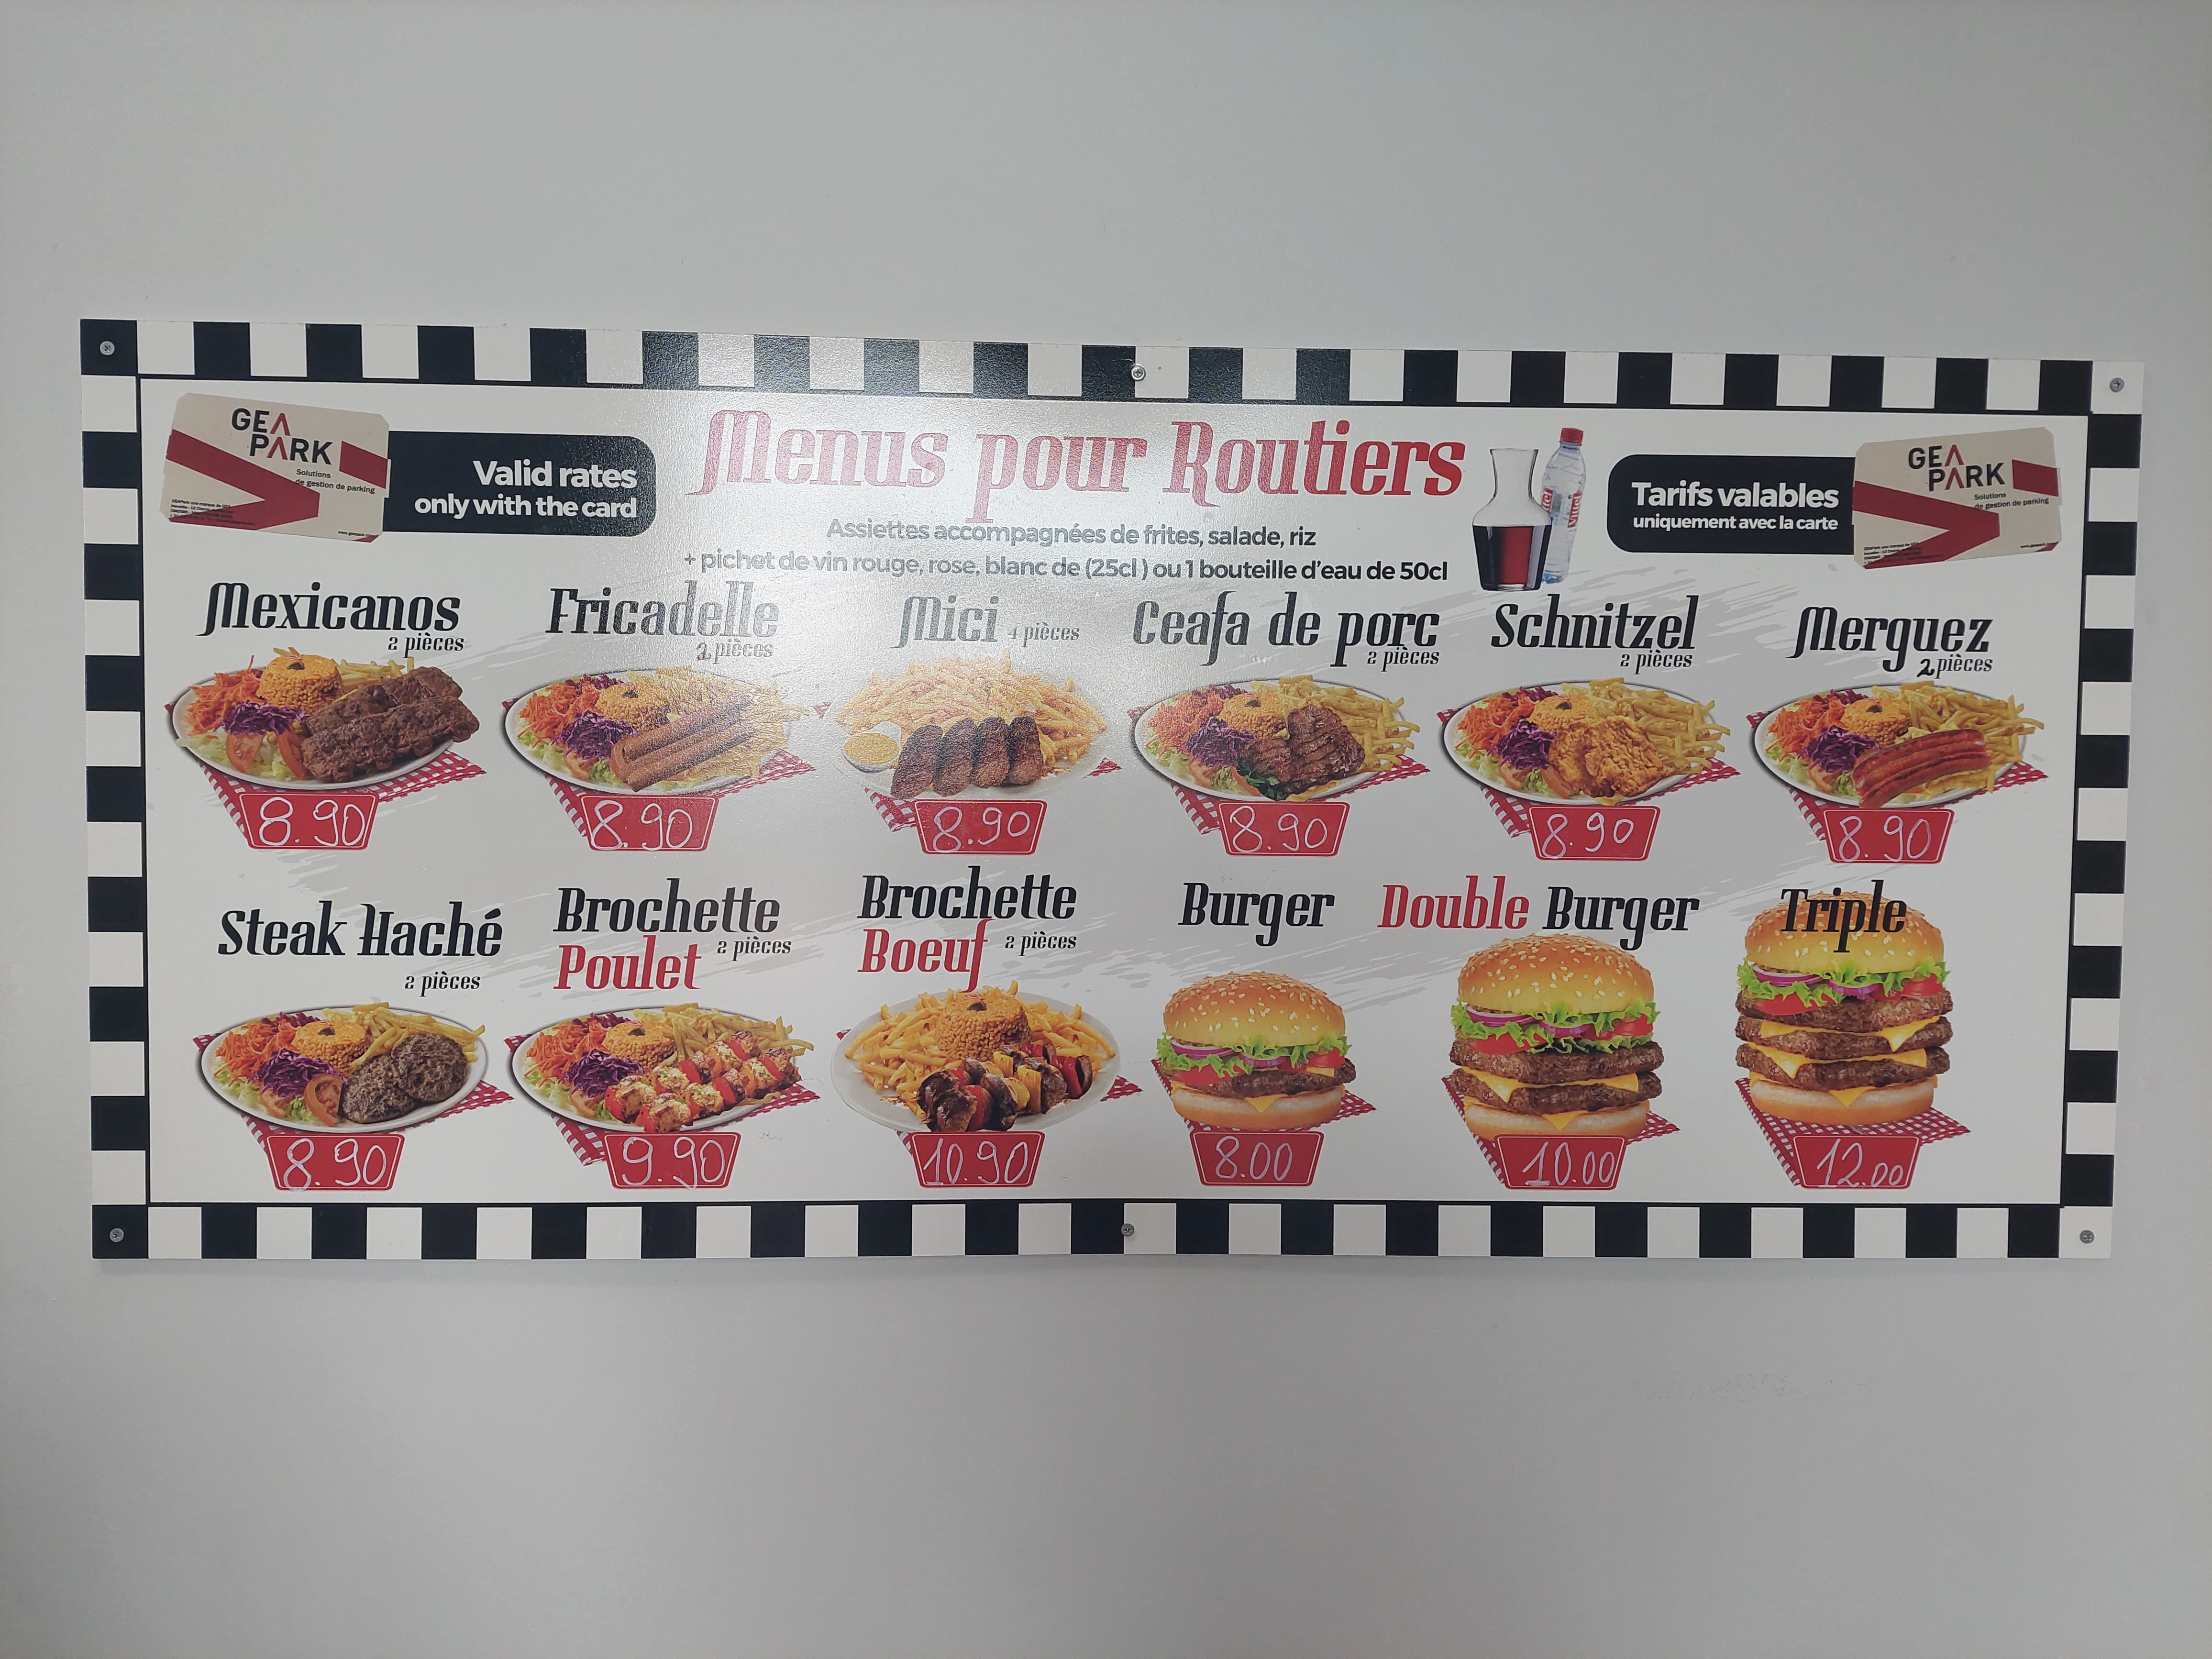 GEA
PARK
Solutions
de gestion de parking
Valid rates
only with the card
Menus pour Routiers
Assiettes accompagnées de frites, salade, riz
+ pichet de vin rouge, rose, blanc de (25cl ) ou 1 bouteille d'eau de 50cl
Vittel
Tarifs valables
uniquement avec la carte
GEA
PARK
Solutions
de gestion de parking
Mexicanos
2 pièces
8.90
Fricadelle
2 pièces
8.90
Mici 4 pièces
8.90
Ceafa de porc
2 pièces
8.90
Schnitzel
2 pièces
8.90
Merguez
2 pièces
8.90
Steak Haché
2 pièces
8.90
Brochette
Poulet 2 pièces
9.90
Brochette
Boeuf 2 pièces
10.90
Burger
8.00
Double Burger
10.00
Triple
12.00